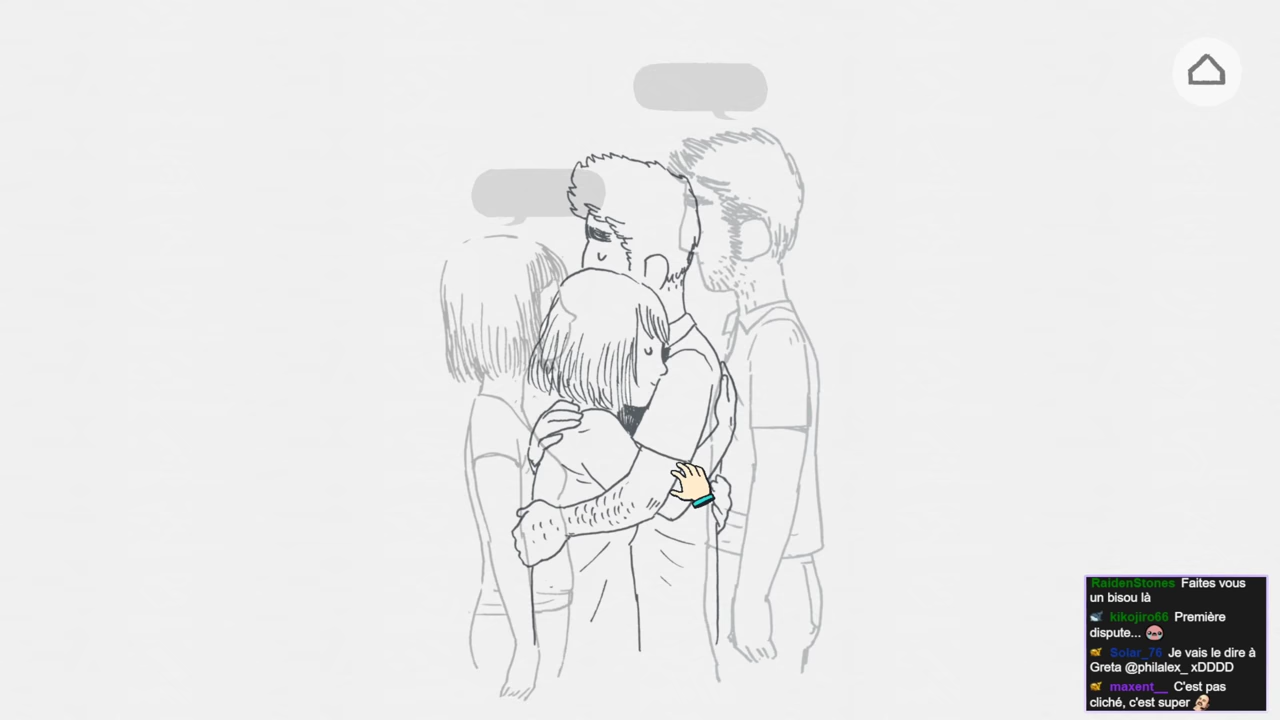 RaidenStones Faites vous
un bisou là
kikojiro66 Première
dispute...
Solar_76 Je vais le dire à
Greta @philalex_ xDDDD
maxent__ C'est pas
cliché, c'est super